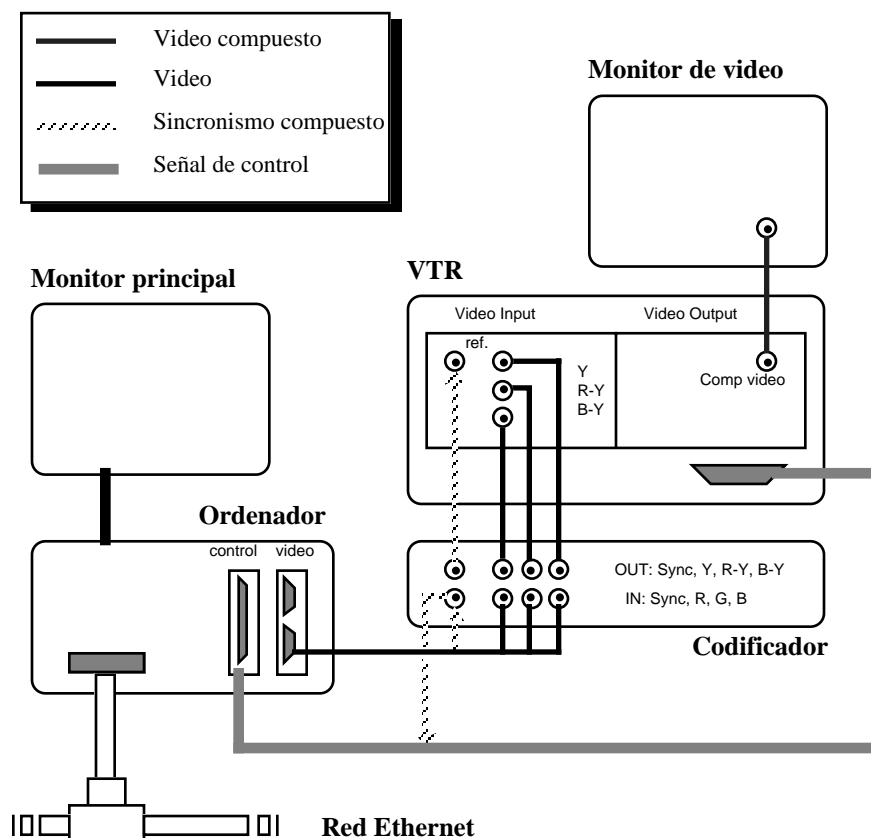 Video compuesto
Video
Sincronismo compuesto
Señal de control
Monitor de video
Monitor principal
VTR
Video Input
Video Output
ref.
Y
R-Y
B-Y
Comp video
Ordenador
control
video
OUT: Sync, Y, R-Y, B-Y
IN: Sync, R, G, B
Codificador
Red Ethernet